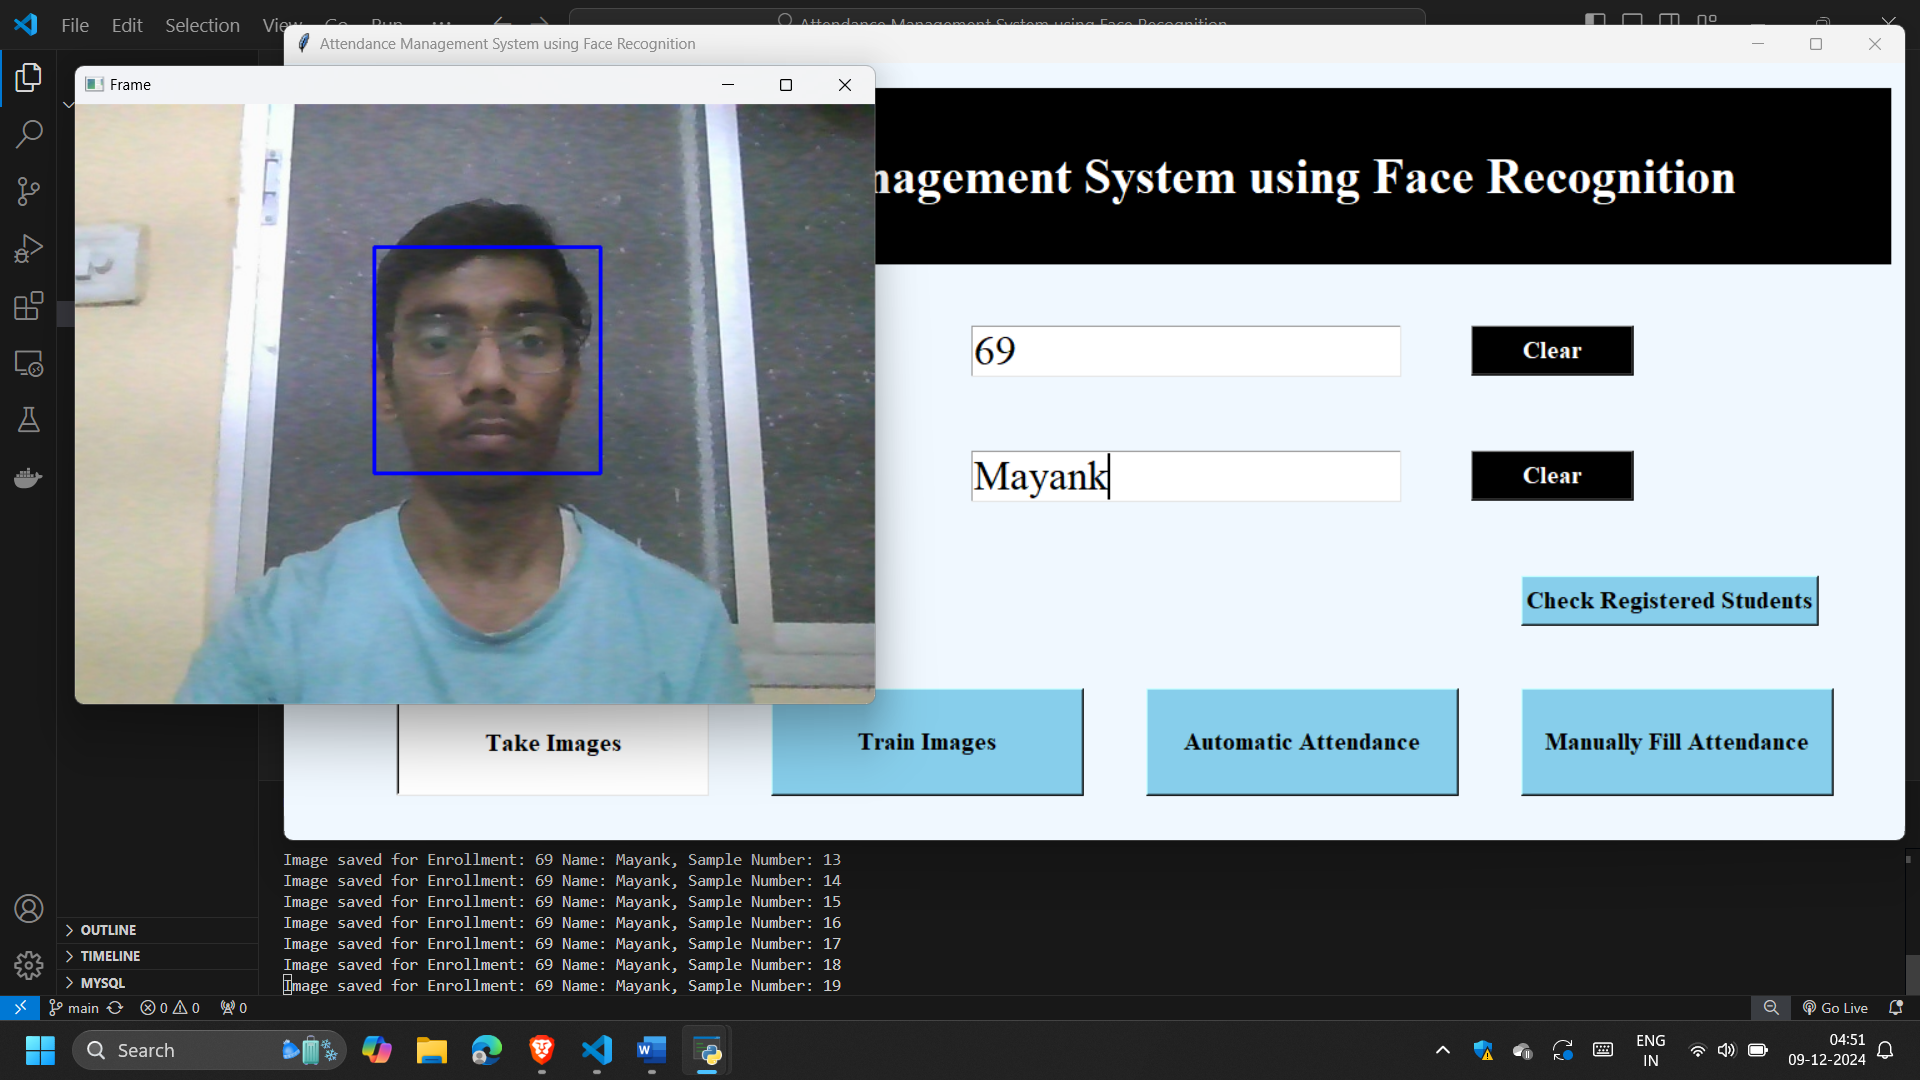 File Edit Selection View Go Run ...
Attendance Management System using Face Recognition
Attendance Management System using Face Recognition
Frame
nagement System using Face Recognition
69
Clear
Mayank
Clear
Check Registered Students
Take Images
Train Images
Automatic Attendance
Manually Fill Attendance
Image saved for Enrollment: 69 Name: Mayank, Sample Number: 13
Image saved for Enrollment: 69 Name: Mayank, Sample Number: 14
Image saved for Enrollment: 69 Name: Mayank, Sample Number: 15
Image saved for Enrollment: 69 Name: Mayank, Sample Number: 16
Image saved for Enrollment: 69 Name: Mayank, Sample Number: 17
Image saved for Enrollment: 69 Name: Mayank, Sample Number: 18
Image saved for Enrollment: 69 Name: Mayank, Sample Number: 19
OUTLINE
TIMELINE
MYSQL
main 0 0 0
Go Live
Search
ENG
IN
04:51
09-12-2024